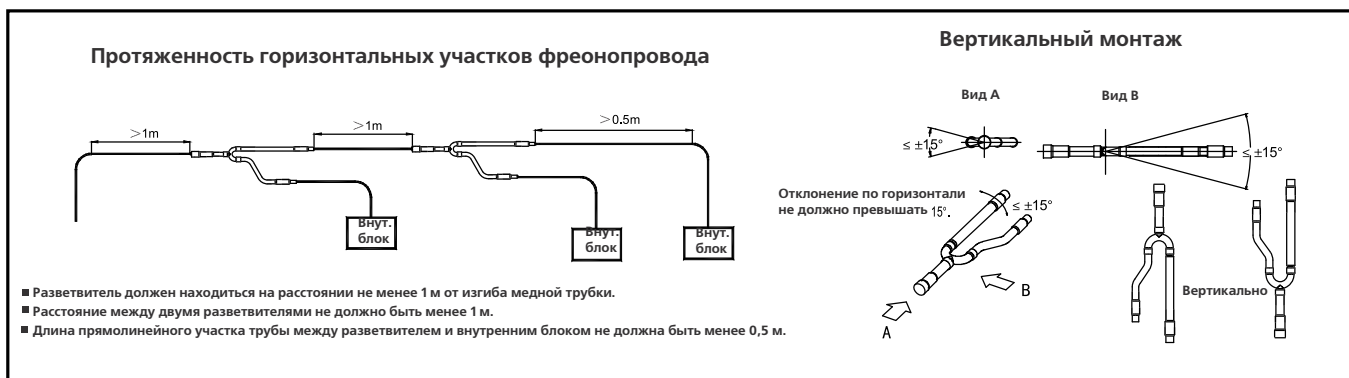 Протяженность горизонтальных участков фреонопровода
>1m
>1m
>0.5m
Внут.
блок
Внут.
блок
Внут.
блок
■ Разветвитель должен находиться на расстоянии не менее 1 м от изгиба медной трубки.
■ Расстояние между двумя разветвителями не должно быть менее 1 м.
■ Длина прямолинейного участка трубы между разветвителем и внутренним блоком не должна быть менее 0,5 м.
Вертикальный монтаж
Вид А
Вид В
≤ ±15°
≤ ±15°
Отклонение по горизонтали
не должно превышать 15°.
≤ ±15°
A
B
Вертикально